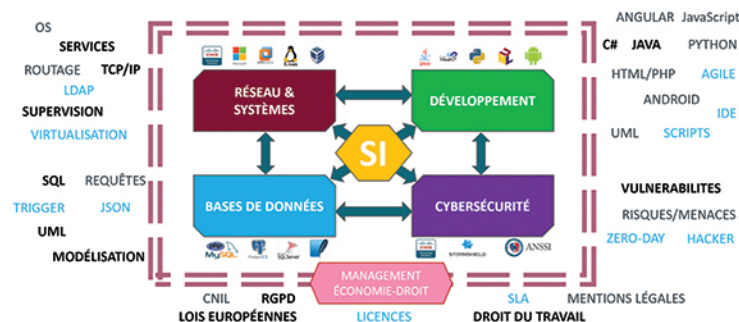 OS
SERVICES
ROUTAGE TCP/IP
LDAP
SUPERVISION
VIRTUALISATION
SQL REQUÊTES
TRIGGER JSON
UML
MODÉLISATION
RÉSEAU &
SYSTÈMES
DÉVELOPPEMENT
SI
BASES DE DONNÉES
CYBERSÉCURITÉ
MySQL
SQL Server
STORMSHIELD
ANSSI
MANAGEMENT
ÉCONOMIE-DROIT
ANGULAR JavaScript
C# JAVA PYTHON
HTML/PHP AGILE
ANDROID
IDE
UML SCRIPTS
VULNERABILITES
RISQUES/MENACES
ZERO-DAY HACKER
CNIL RGPD
LOIS EUROPÉENNES
LICENCES
SLA MENTIONS LÉGALES
DROIT DU TRAVAIL